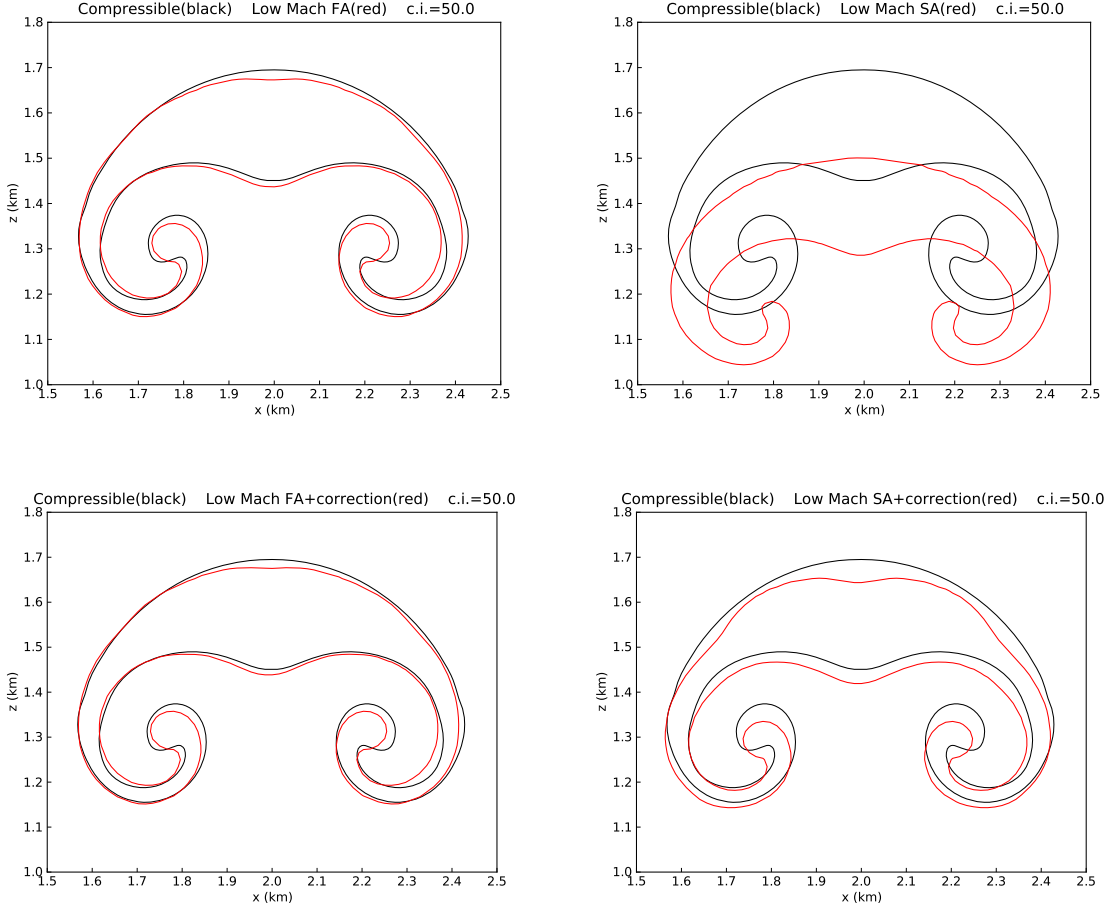 Compressible(black) Low Mach FA(red) c.i.=50.0
1.8
1.7
1.6
1.5
1.4
1.3
1.2
1.1
1.0
z (km)
1.5 1.6 1.7 1.8 1.9 2.0 2.1 2.2 2.3 2.4 2.5
x (km)
Compressible(black) Low Mach SA(red) c.i.=50.0
1.8
1.7
1.6
1.5
1.4
1.3
1.2
1.1
1.0
z (km)
1.5 1.6 1.7 1.8 1.9 2.0 2.1 2.2 2.3 2.4 2.5
x (km)
Compressible(black) Low Mach FA+correction(red) c.i.=50.0
1.8
1.7
1.6
1.5
1.4
1.3
1.2
1.1
1.0
z (km)
1.5 1.6 1.7 1.8 1.9 2.0 2.1 2.2 2.3 2.4 2.5
x (km)
Compressible(black) Low Mach SA+correction(red) c.i.=50.0
1.8
1.7
1.6
1.5
1.4
1.3
1.2
1.1
1.0
z (km)
1.5 1.6 1.7 1.8 1.9 2.0 2.1 2.2 2.3 2.4 2.5
x (km)